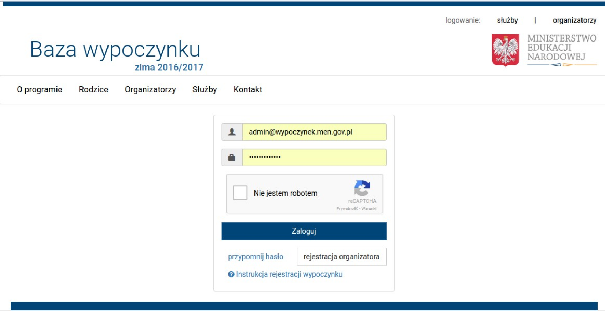 logowanie: służby | organizatorzy
Baza wypoczynku
zima 2016/2017
MINISTERSTWO
EDUKACJI
NARODOWEJ
O programie Rodzice Organizatorzy Służby Kontakt
admin@wypoczynek.men.gov.pl
•••••••••••••
Nie jestem robotem
reCAPTCHA
Zaloguj
przypomnij hasło rejestracja organizatora
Instrukcja rejestracji wypoczynku